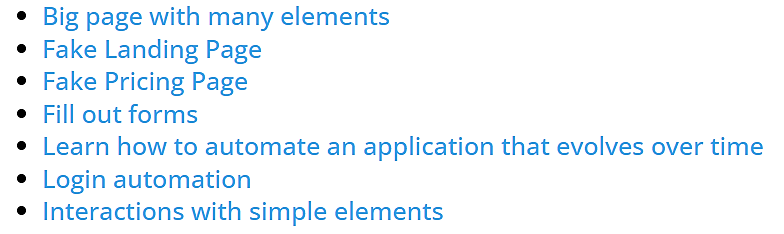 Big page with many elements
Fake Landing Page
Fake Pricing Page
Fill out forms
Learn how to automate an application that evolves over time
Login automation
Interactions with simple elements